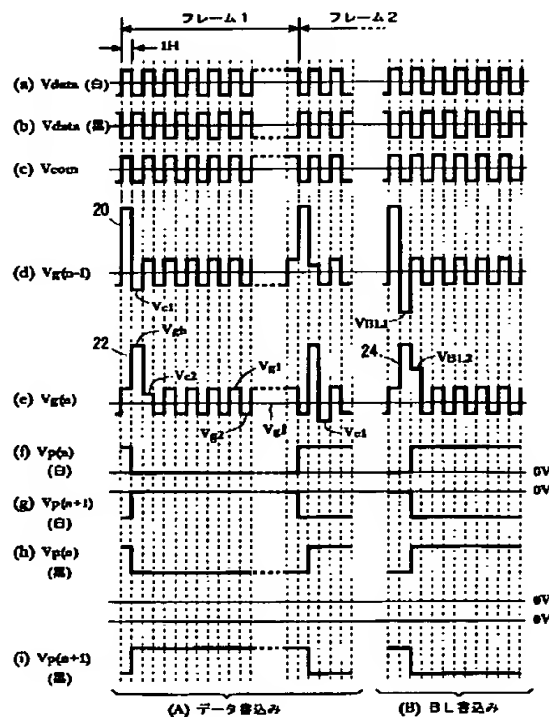 フレーム1 フレーム2
1H
(a) Vdata (白)
(b) Vdata (黒)
(c) Vcom
20
(d) Vg(n-1)
Vc1 VBL1
22 Vgh Vc2 Vg1 24 VBL2
(e) Vg(n)
Vg2 Vgf Vc1
(f) Vp(n)
(白) 0V
(g) Vp(n+1) 0V
(白)
(h) Vp(n)
(黒)
0V
0V
(i) Vp(n+1)
(黒)
(A) データ書込み (B) BL書込み